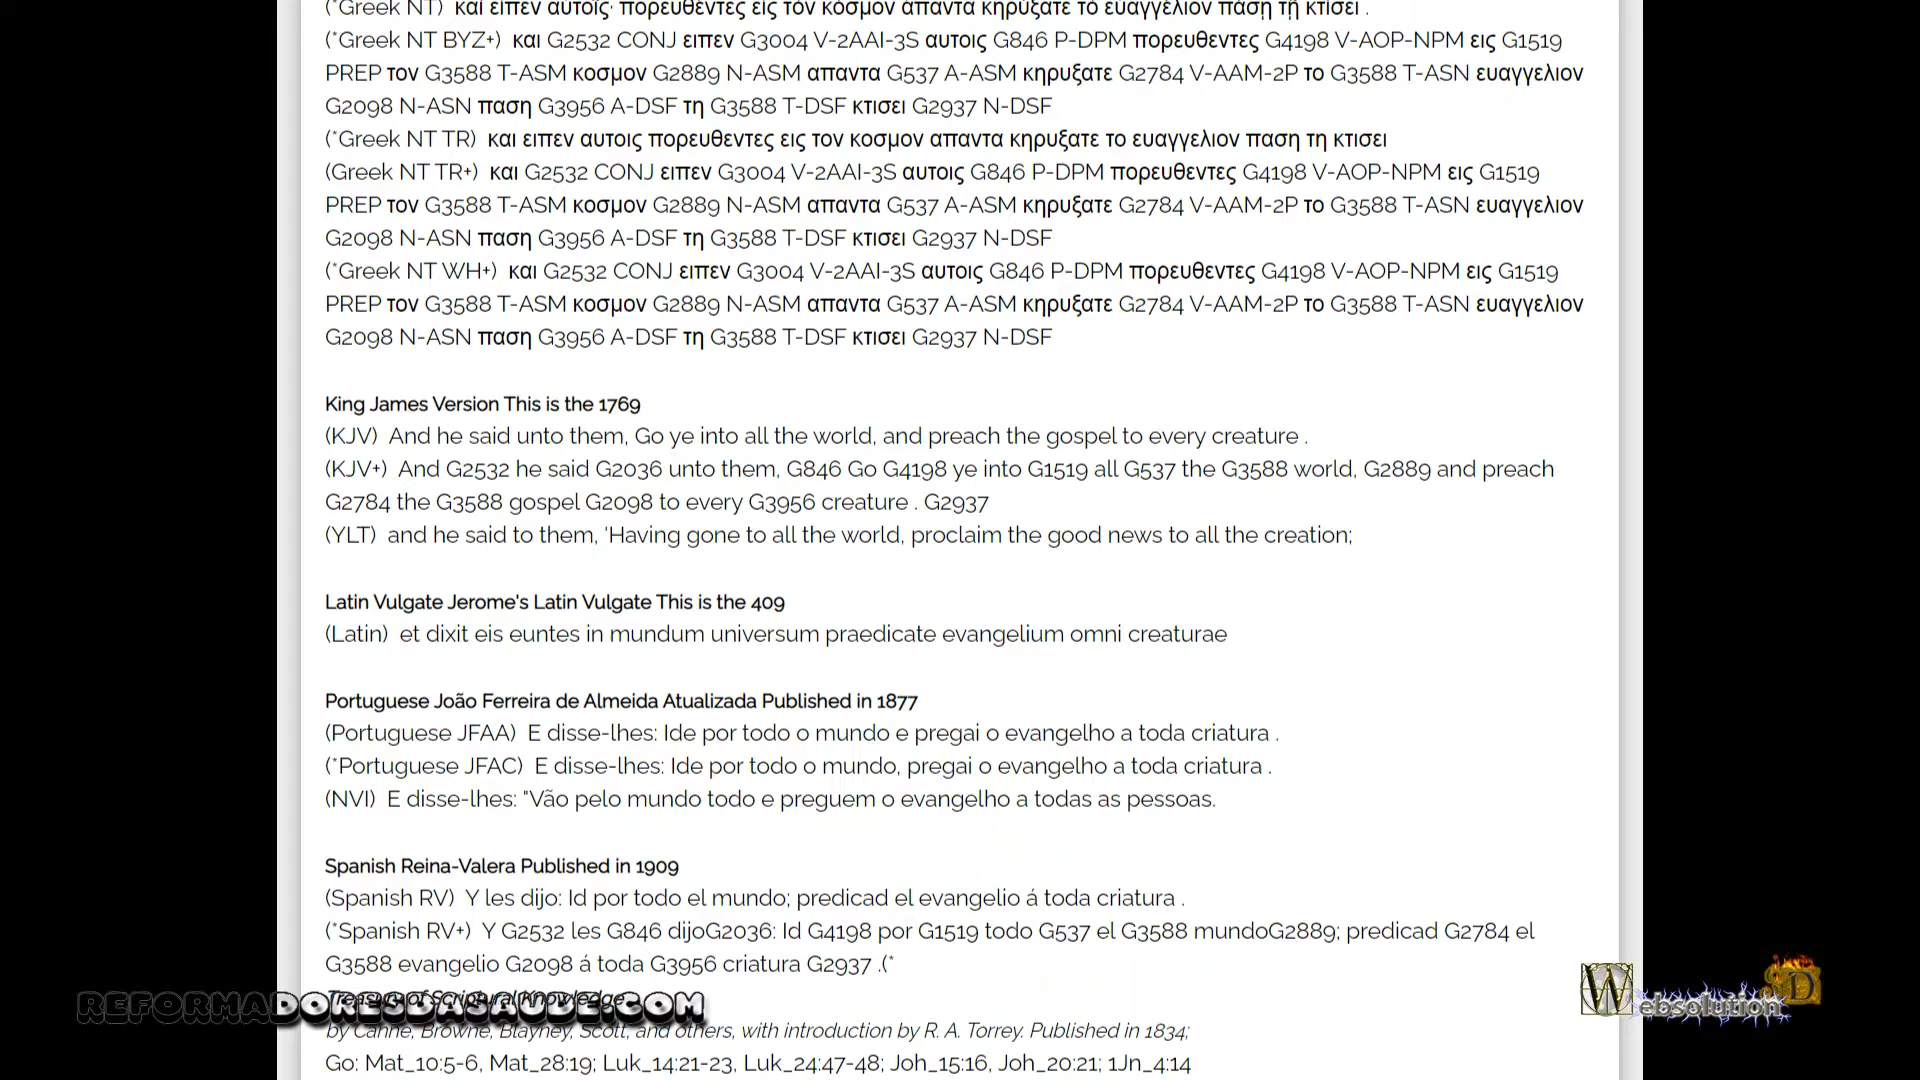 (*Greek NT) καί εἶπεν αὐτοῖς· πορευθέντες εἰς τόν κόσμον ἅπαντα κηρύξατε τό εὐαγγέλιον πάσῃ τῇ κτίσει .
(*Greek NT BYZ+) και G2532 CONJ ειπεν G3004 V-2AAI-3S αυτοις G846 P-DPM πορευθεντες G4198 V-AOP-NPM εις G1519
PREP τον G3588 T-ASM κοσμον G2889 N-ASM απαντα G537 A-ASM κηρυξατε G2784 V-AAM-2P το G3588 T-ASN ευαγγελιον
G2098 N-ASN παση G3956 A-DSF τη G3588 T-DSF κτισει G2937 N-DSF
(*Greek NT TR) και ειπεν αυτοις πορευθεντες εις τον κοσμον απαντα κηρυξατε το ευαγγελιον παση τη κτισει
(Greek NT TR+) και G2532 CONJ ειπεν G3004 V-2AAI-3S αυτοις G846 P-DPM πορευθεντες G4198 V-AOP-NPM εις G1519
PREP τον G3588 T-ASM κοσμον G2889 N-ASM απαντα G537 A-ASM κηρυξατε G2784 V-AAM-2P το G3588 T-ASN ευαγγελιον
G2098 N-ASN παση G3956 A-DSF τη G3588 T-DSF κτισει G2937 N-DSF
(*Greek NT WH+) και G2532 CONJ ειπεν G3004 V-2AAI-3S αυτοις G846 P-DPM πορευθεντες G4198 V-AOP-NPM εις G1519
PREP τον G3588 T-ASM κοσμον G2889 N-ASM απαντα G537 A-ASM κηρυξατε G2784 V-AAM-2P το G3588 T-ASN ευαγγελιον
G2098 N-ASN παση G3956 A-DSF τη G3588 T-DSF κτισει G2937 N-DSF
King James Version This is the 1769
(KJV) And he said unto them, Go ye into all the world, and preach the gospel to every creature .
(KJV+) And G2532 he said G2036 unto them, G846 Go G4198 ye into G1519 all G537 the G3588 world, G2889 and preach
G2784 the G3588 gospel G2098 to every G3956 creature . G2937
(YLT) and he said to them, 'Having gone to all the world, proclaim the good news to all the creation;
Latin Vulgate Jerome's Latin Vulgate This is the 409
(Latin) et dixit eis euntes in mundum universum praedicate evangelium omni creaturae
Portuguese João Ferreira de Almeida Atualizada Published in 1877
(Portuguese JFAA) E disse-lhes: Ide por todo o mundo e pregai o evangelho a toda criatura .
(*Portuguese JFAC) E disse-lhes: Ide por todo o mundo, pregai o evangelho a toda criatura .
(NVI) E disse-lhes: "Vão pelo mundo todo e preguem o evangelho a todas as pessoas.
Spanish Reina-Valera Published in 1909
(Spanish RV) Y les dijo: Id por todo el mundo; predicad el evangelio á toda criatura .
(*Spanish RV+) Y G2532 les G846 dijoG2036: Id G4198 por G1519 todo G537 el G3588 mundoG2889; predicad G2784 el
G3588 evangelio G2098 á toda G3956 criatura G2937 .(*
Treasury of Scriptural Knowledge
REFORMADORESDASAUDE.COM
Websolution D
by Canne, Browne, Blayney, Scott, and others, with introduction by R. A. Torrey. Published in 1834;
Go: Mat_10:5-6, Mat_28:19; Luk_14:21-23, Luk_24:47-48; Joh_15:16, Joh_20:21; 1Jn_4:14